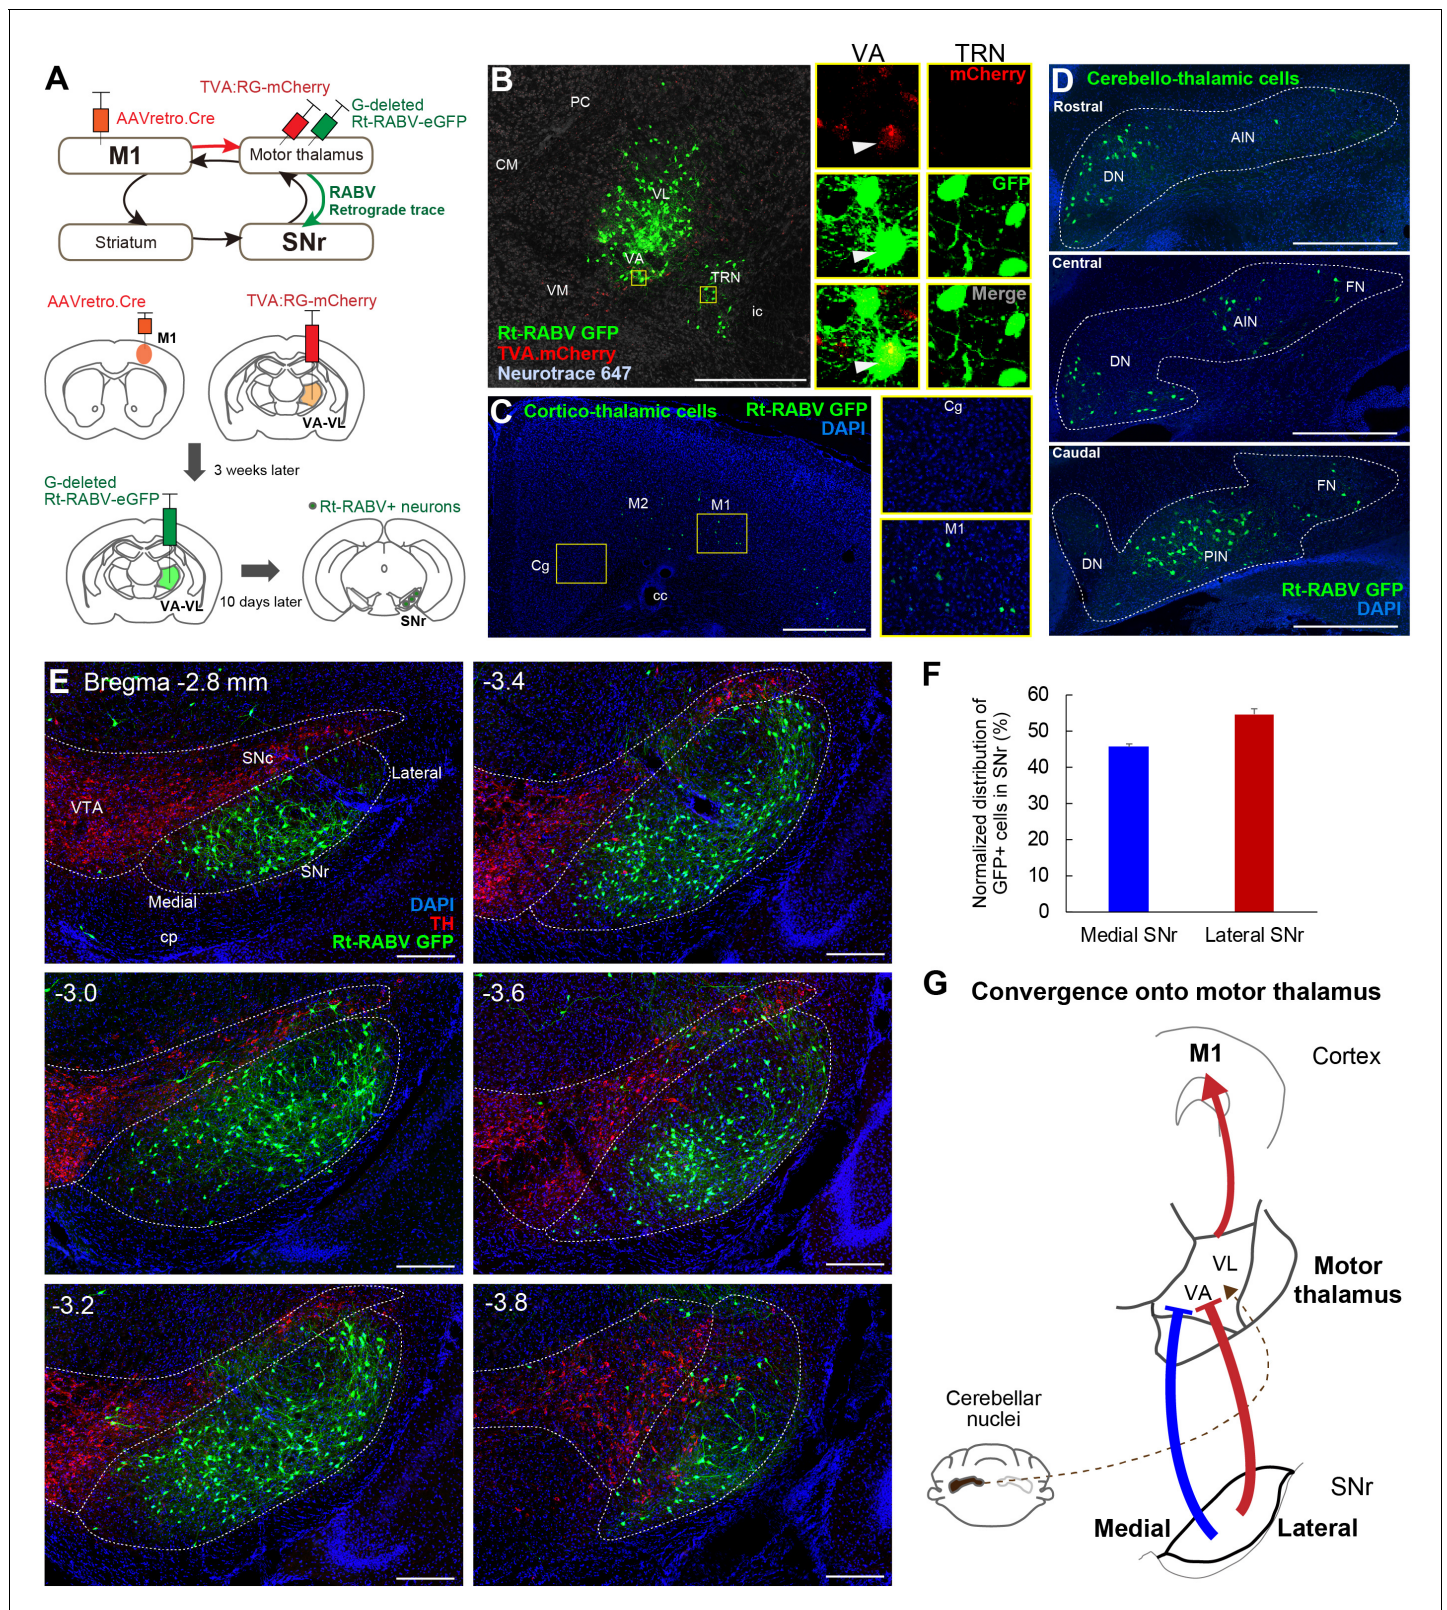 A
TVA:RG-mCherry
G-deleted
Rt-RABV-eGFP
AAVretro.Cre
M1
Motor thalamus
RABV
Retrograde trace
Striatum
SNr
AAVretro.Cre
TVA:RG-mCherry
M1
VA-VL
3 weeks later
G-deleted
Rt-RABV-eGFP
Rt-RABV+ neurons
VA-VL
10 days later
SNr
B
PC
CM
VL
VA
TRN
VM
ic
Rt-RABV GFP
TVA.mCherry
Neurotrace 647
VA
TRN
mCherry
GFP
Merge
C
Cortico-thalamic cells
Rt-RABV GFP
DAPI
M2
M1
Cg
cc
Cg
M1
D
Cerebello-thalamic cells
Rostral
AIN
DN
Central
FN
AIN
DN
Caudal
FN
DN
PIN
Rt-RABV GFP
DAPI
E
Bregma -2.8 mm
SNc
Lateral
VTA
SNr
Medial
cp
DAPI
TH
Rt-RABV GFP
-3.4
-3.0
-3.6
-3.2
-3.8
F
Normalized distribution of
GFP+ cells in SNr (%)
60
50
40
30
20
10
0
Medial SNr
Lateral SNr
G
Convergence onto motor thalamus
M1
Cortex
VL
VA
Motor
thalamus
Cerebellar
nuclei
SNr
Medial
Lateral